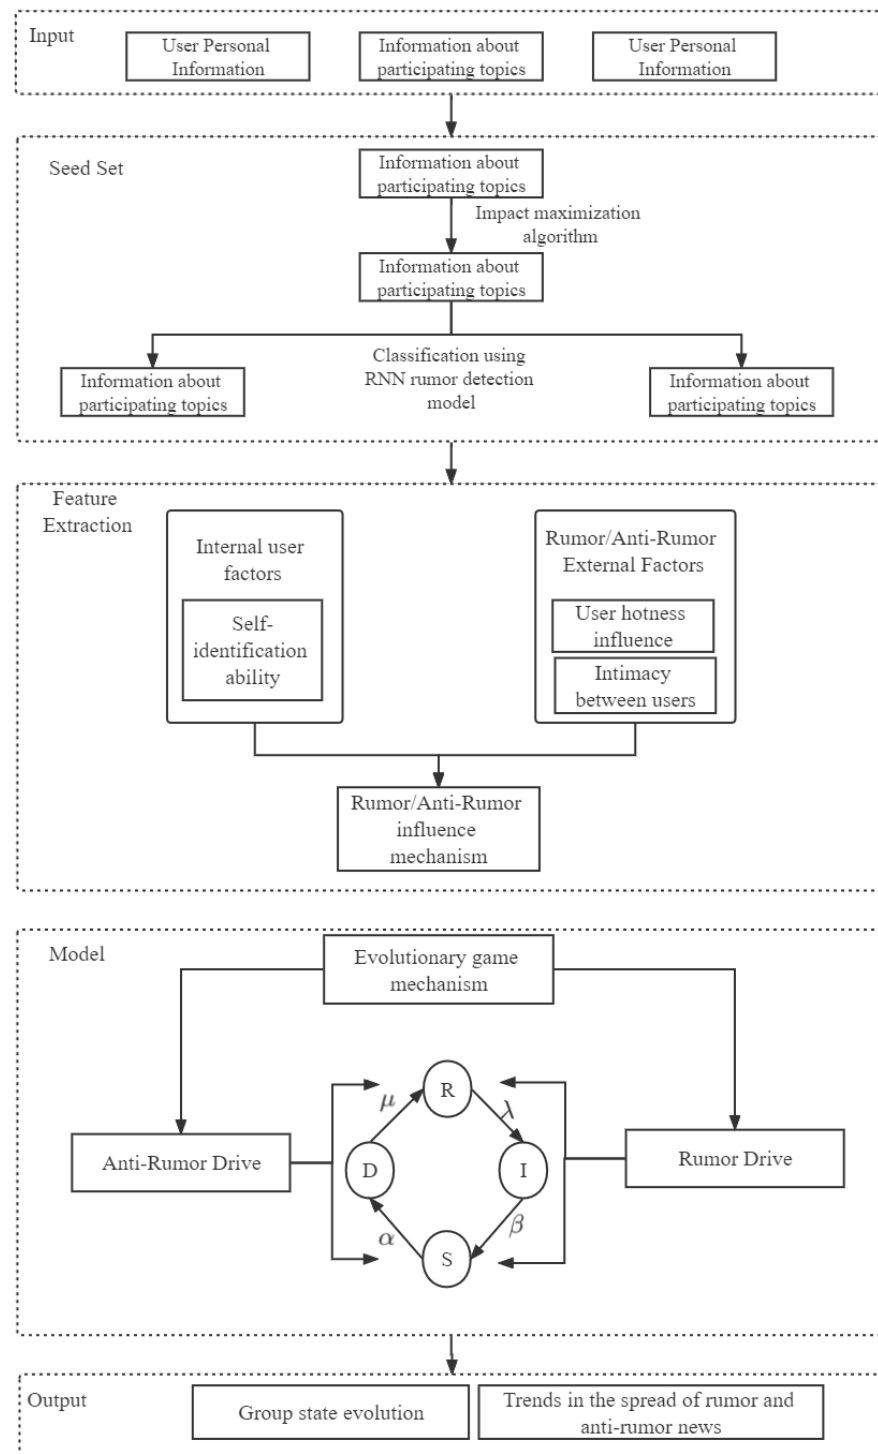 Input
User Personal
Information
Information about
participating topics
User Personal
Information
Seed Set
Information about
participating topics
Impact maximization
algorithm
Information about
participating topics
Classification using
RNN rumor detection
model
Information about
participating topics
Information about
participating topics
Feature
Extraction
Internal user
factors
Self-
identification
ability
Rumor/Anti-Rumor
External Factors
User hotness
influence
Intimacy
between users
Rumor/Anti-Rumor
influence
mechanism
Model
Evolutionary game
mechanism
Anti-Rumor Drive
μ
R
λ
D
I
α
S
β
Rumor Drive
Output
Group state evolution
Trends in the spread of rumor and
anti-rumor news